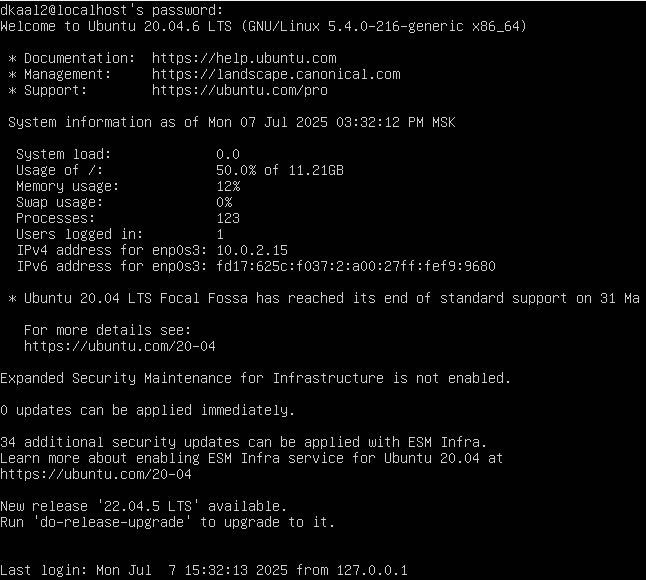 dkaal2@localhost's password:
Welcome to Ubuntu 20.04.6 LTS (GNU/Linux 5.4.0-216-generic x86_64)
* Documentation: https://help.ubuntu.com
* Management: https://landscape.canonical.com
* Support: https://ubuntu.com/pro
System information as of Mon 07 Jul 2025 03:32:12 PM MSK
System load: 0.0
Usage of /: 50.0% of 11.21GB
Memory usage: 12%
Swap usage: 0%
Processes: 123
Users logged in: 1
IPv4 address for enp0s3: 10.0.2.15
IPv6 address for enp0s3: fd17:625c:f037:2:a00:27ff:fef9:9680
* Ubuntu 20.04 LTS Focal Fossa has reached its end of standard support on 31 Ma
For more details see:
https://ubuntu.com/20-04
Expanded Security Maintenance for Infrastructure is not enabled.
0 updates can be applied immediately.
34 additional security updates can be applied with ESM Infra.
Learn more about enabling ESM Infra service for Ubuntu 20.04 at
https://ubuntu.com/20-04
New release '22.04.5 LTS' available.
Run 'do-release-upgrade' to upgrade to it.
Last login: Mon Jul 7 15:32:13 2025 from 127.0.0.1